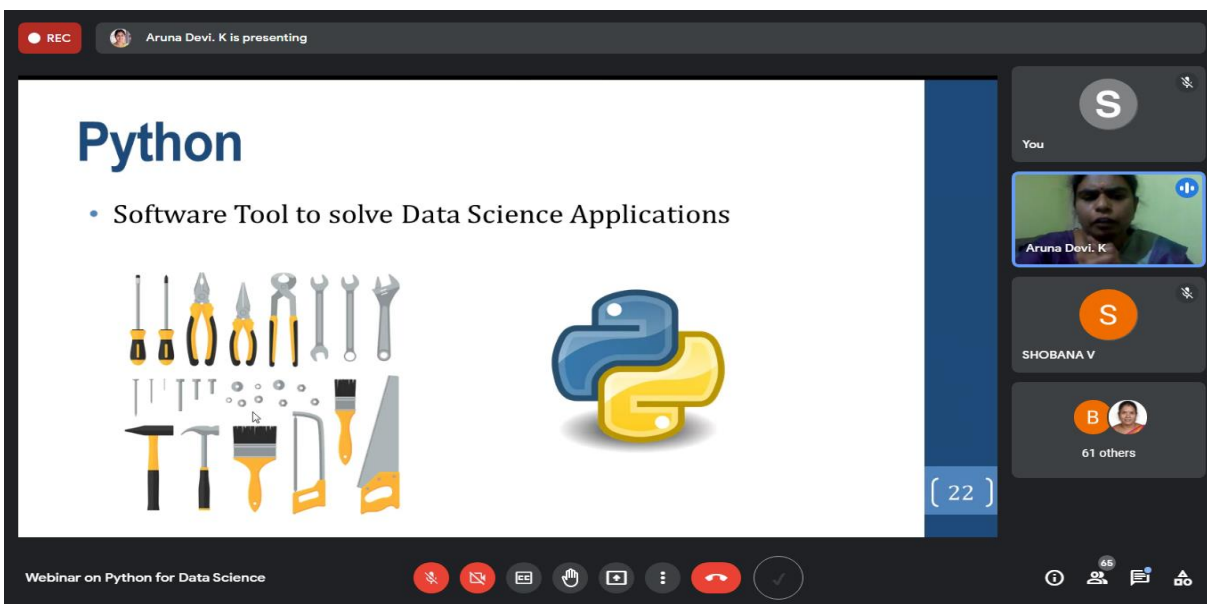 REC
Aruna Devi. K is presenting
Python
• Software Tool to solve Data Science Applications
[ 22 ]
S
You
Aruna Devi. K
S
SHOBANA V
B
61 others
Webinar on Python for Data Science
CC
65